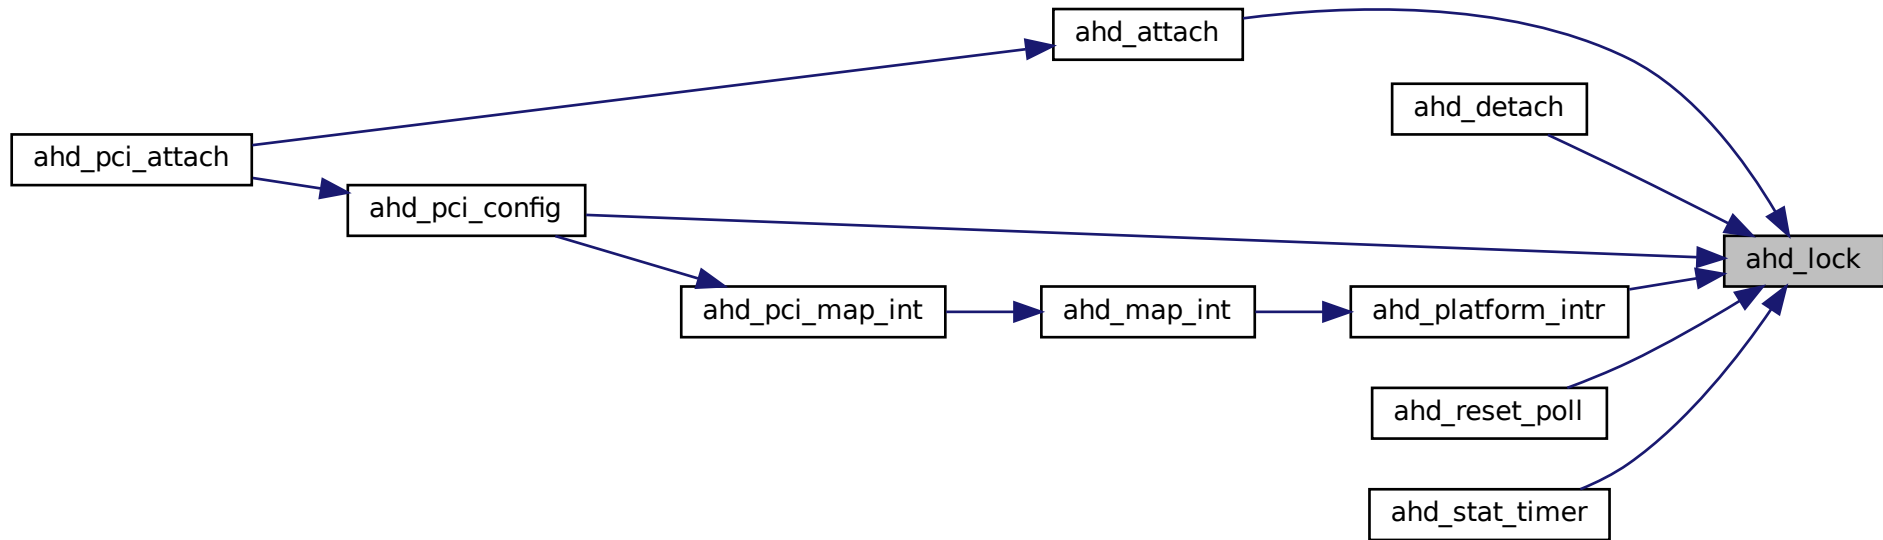 ahd_attach
ahd_detach
ahd_pci_attach
ahd_pci_config
ahd_lock
ahd_pci_map_int
ahd_map_int
ahd_platform_intr
ahd_reset_poll
ahd_stat_timer